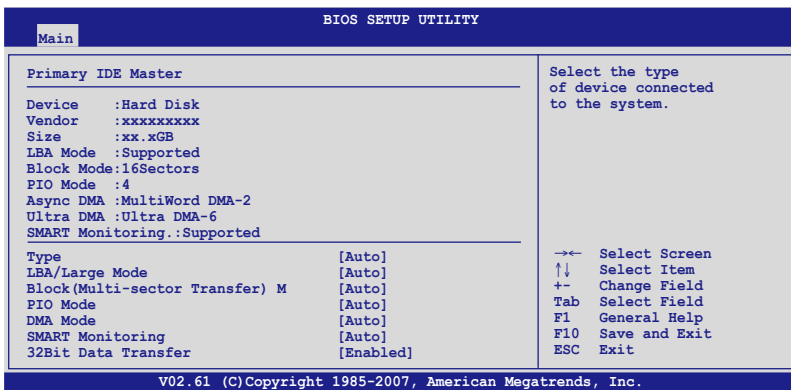 BIOS SETUP UTILITY
Main
Primary IDE Master
Device :Hard Disk
Vendor :xxxxxxxxx
Size :xx.xGB
LBA Mode :Supported
Block Mode:16Sectors
PIO Mode :4
Async DMA :MultiWord DMA-2
Ultra DMA :Ultra DMA-6
SMART Monitoring.:Supported
Type [Auto]
LBA/Large Mode [Auto]
Block(Multi-sector Transfer) M [Auto]
PIO Mode [Auto]
DMA Mode [Auto]
SMART Monitoring [Auto]
32Bit Data Transfer [Enabled]
Select the type
of device connected
to the system.
→← Select Screen
↑↓ Select Item
+- Change Field
Tab Select Field
F1 General Help
F10 Save and Exit
ESC Exit
V02.61 (C)Copyright 1985-2007, American Megatrends, Inc.